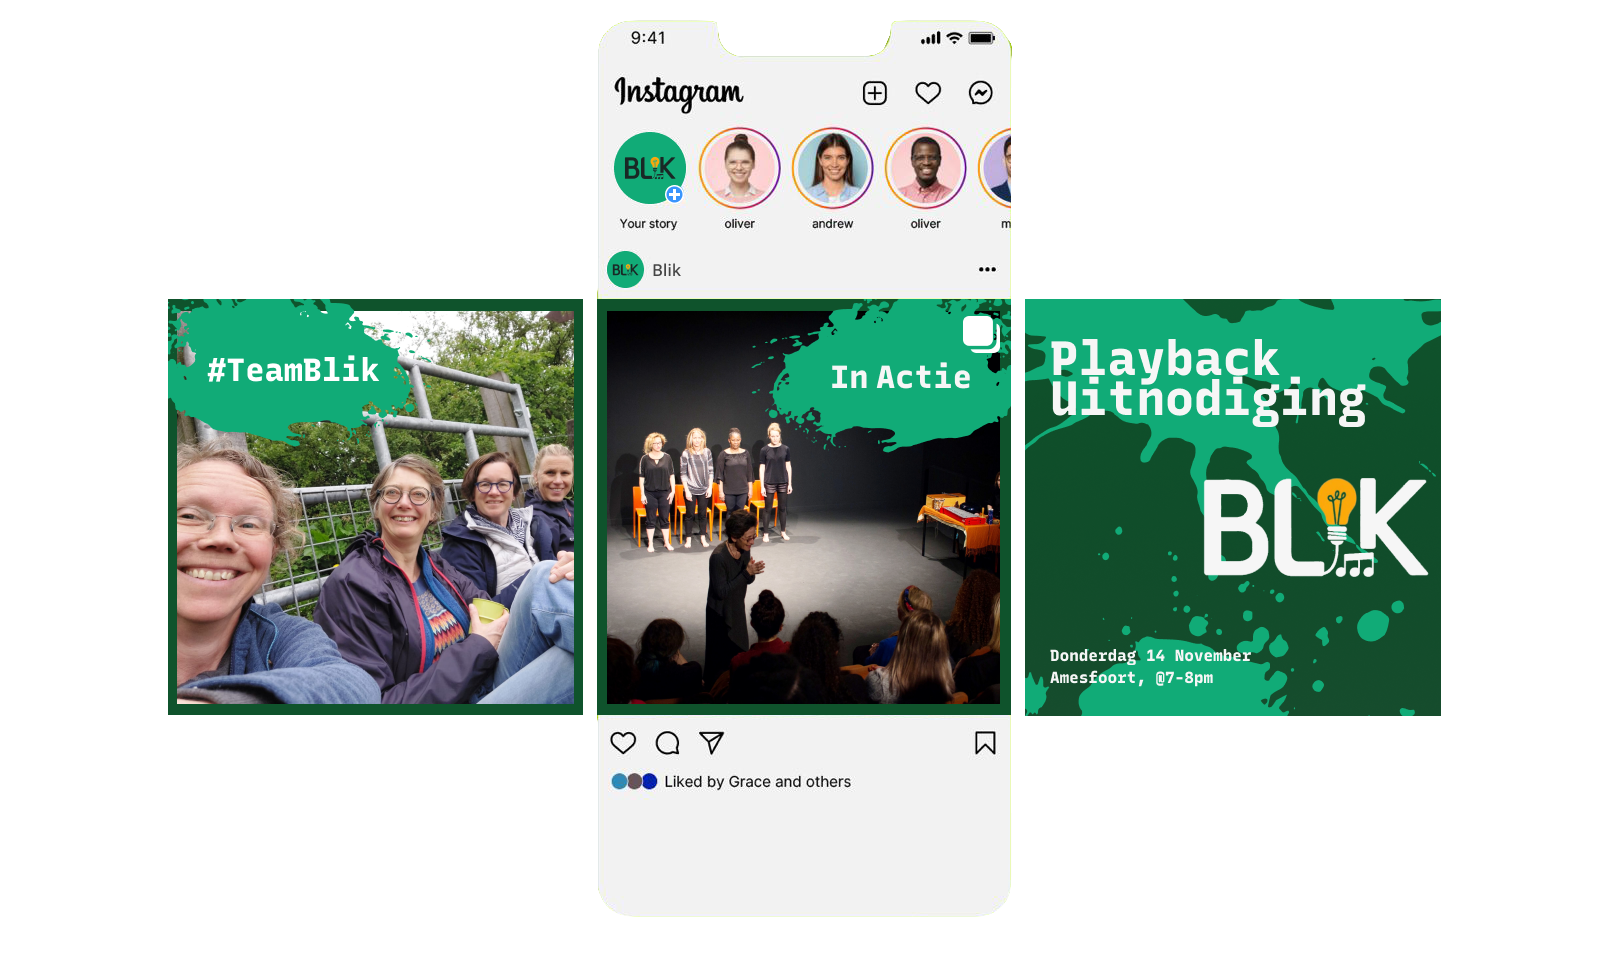 9:41
Instagram
BLIK
Your story
oliver
andrew
oliver
m
BLIK
Blik
#TeamBlik
In Actie
Playback
Uitnodiging
BLIK
Donderdag 14 November
Amesfoort, @7-8pm
Liked by Grace and others